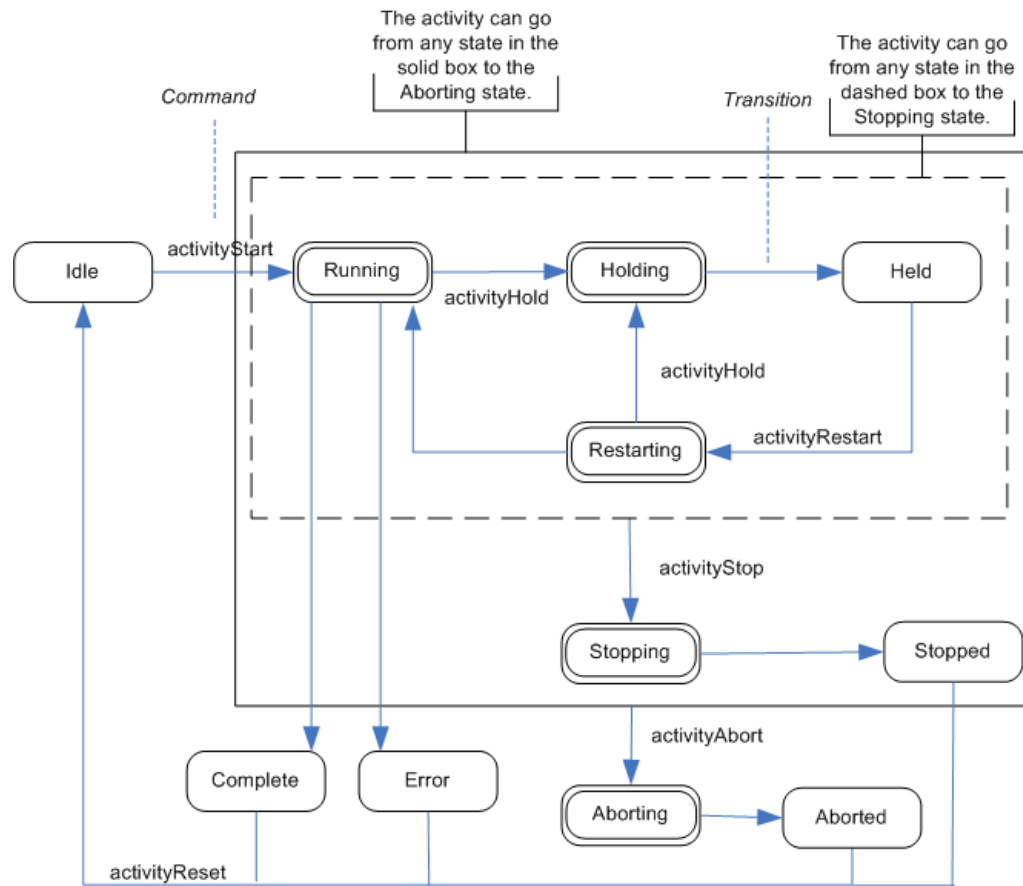 The activity can go
from any state in the
solid box to the
Aborting state.
The activity can go
from any state in the
dashed box to the
Stopping state.
Command
Transition
activityStart
Idle
Running
Holding
Held
activityHold
activityHold
activityRestart
Restarting
activityStop
Stopping
Stopped
activityAbort
Complete
Error
Aborting
Aborted
activityReset